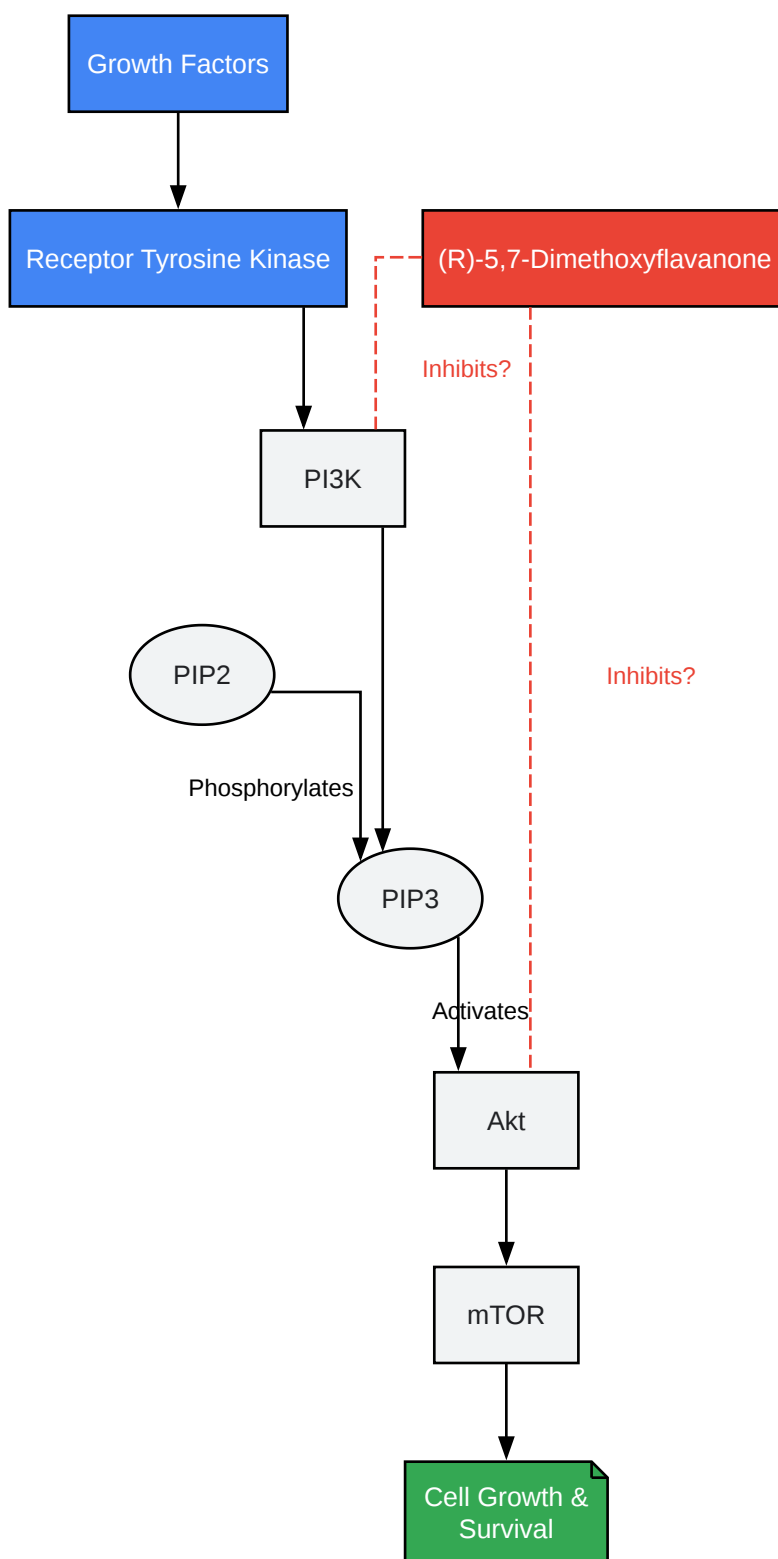 Growth Factors
Receptor Tyrosine Kinase
(R)-5,7-Dimethoxyflavanone
Inhibits?
PI3K
PIP2
Inhibits?
Phosphorylates
PIP3
Activates
Akt
mTOR
Cell Growth &
Survival